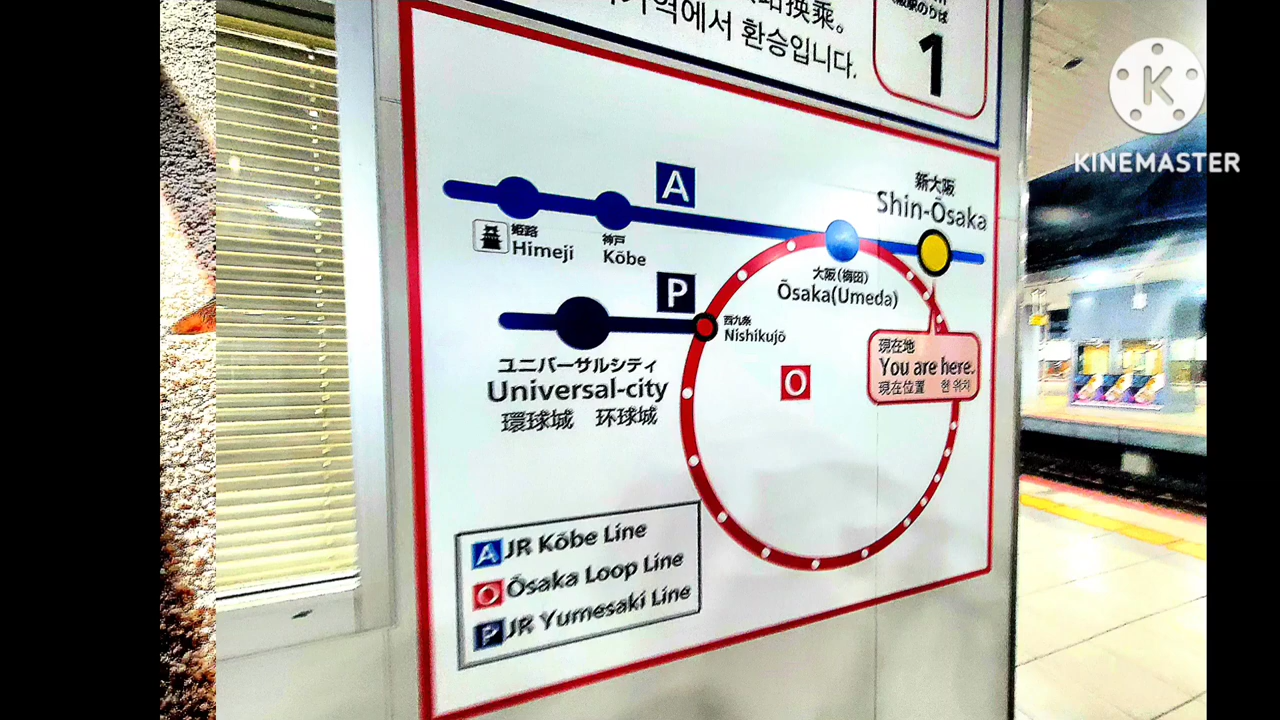 換乗。
역에서 환승입니다.
1
K
KINEMASTER
A
新大阪
Shin-Ōsaka
姫路
Himeji
神戸
Kōbe
大阪(梅田)
Ōsaka(Umeda)
P
西九条
Nishikujō
ユニバーサルシティ
Universal-city
環球城 环球城
O
現在地
You are here.
現在位置 현 위치
A JR Kōbe Line
O Ōsaka Loop Line
P JR Yumesaki Line